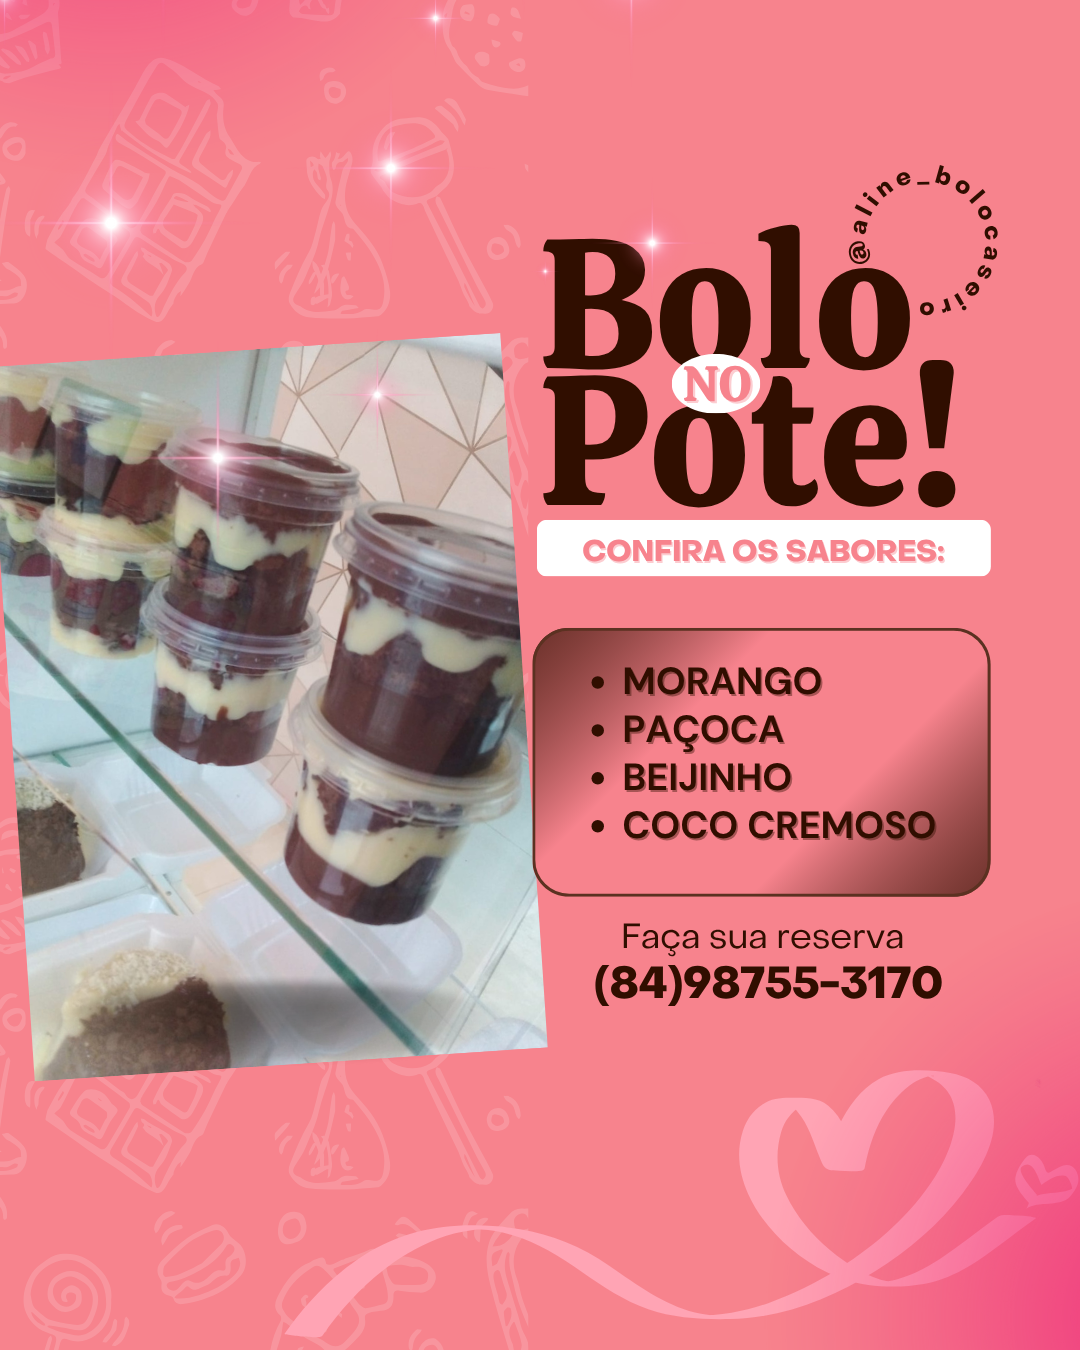 @aline_bolocaseiro
Bolo
NO
Pote!
CONFIRA OS SABORES:
• MORANGO
• PAÇOCA
• BEIJINHO
• COCO CREMOSO
Faça sua reserva
(84)98755-3170